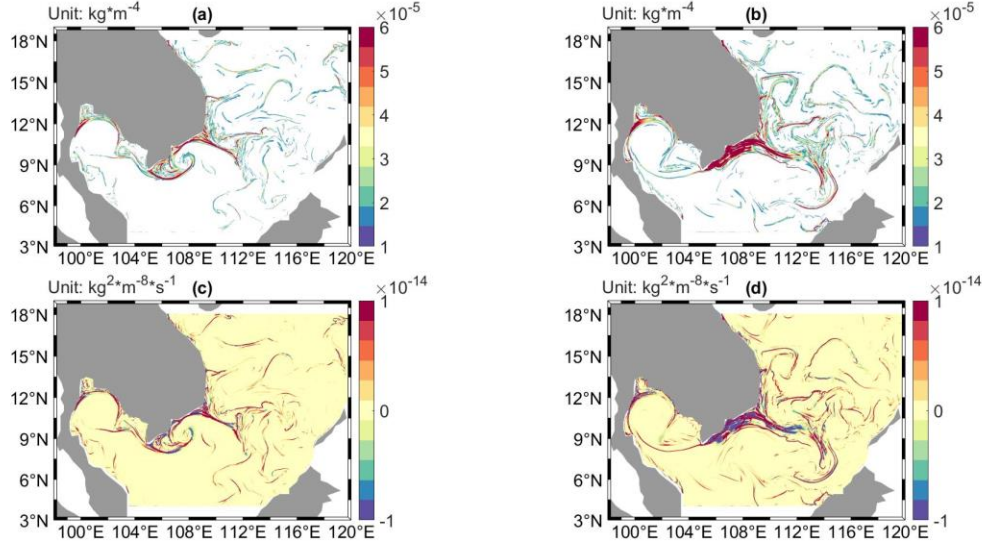 Unit: kg*m⁻⁴ (a) ×10⁻⁵
18°N 6
15°N 5
12°N 4
9°N 3
6°N 2
3°N 1
100°E 104°E 108°E 112°E 116°E 120°E
Unit: kg*m⁻⁴ (b) ×10⁻⁵
18°N 6
15°N 5
12°N 4
9°N 3
6°N 2
3°N 1
100°E 104°E 108°E 112°E 116°E 120°E
Unit: kg²*m⁻⁸*s⁻¹ (c) ×10⁻¹⁴
18°N 1
15°N
12°N
9°N 0
6°N
3°N -1
100°E 104°E 108°E 112°E 116°E 120°E
Unit: kg²*m⁻⁸*s⁻¹ (d) ×10⁻¹⁴
18°N 1
15°N
12°N
9°N 0
6°N
3°N -1
100°E 104°E 108°E 112°E 116°E 120°E